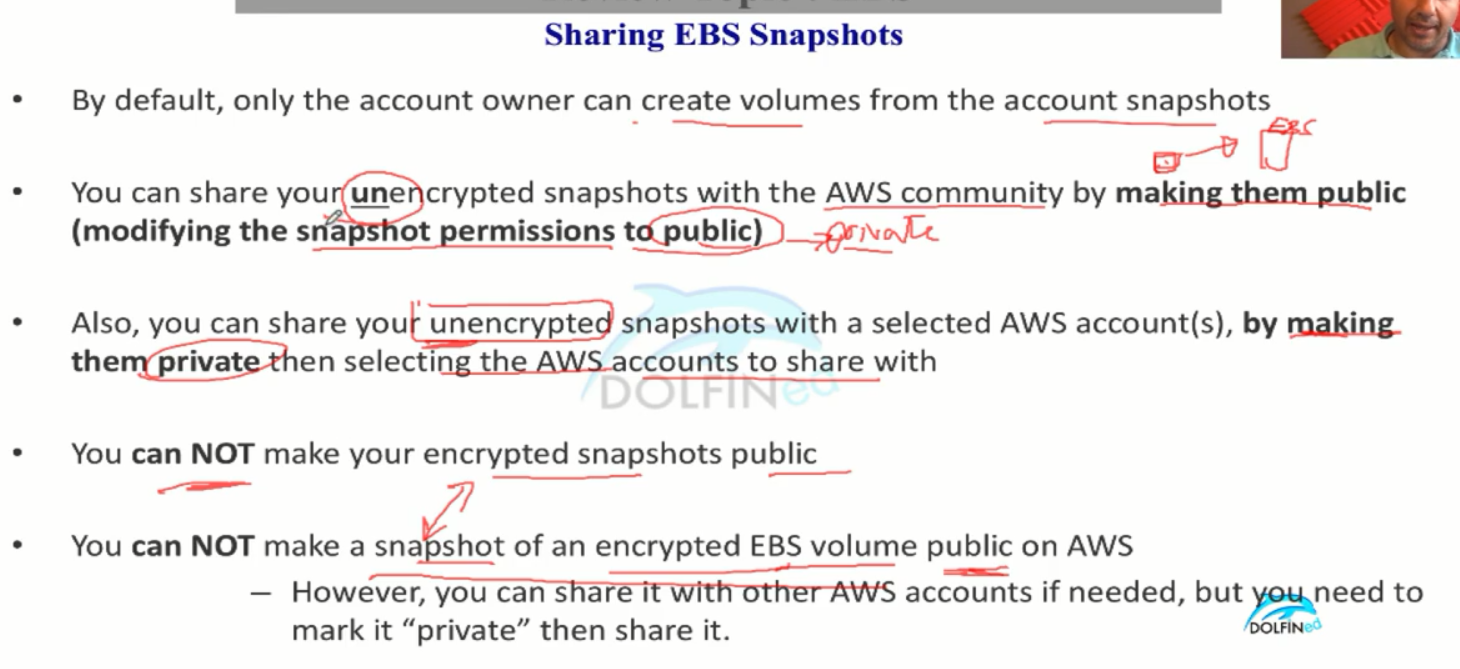 Sharing EBS Snapshots
• By default, only the account owner can create volumes from the account snapshots
EBS
• You can share your unencrypted snapshots with the AWS community by making them public
(modifying the snapshot permissions to public)
private
• Also, you can share your unencrypted snapshots with a selected AWS account(s), by making
them private then selecting the AWS accounts to share with
DOLFINed
• You can NOT make your encrypted snapshots public
• You can NOT make a snapshot of an encrypted EBS volume public on AWS
– However, you can share it with other AWS accounts if needed, but you need to
mark it “private” then share it.
DOLFINed